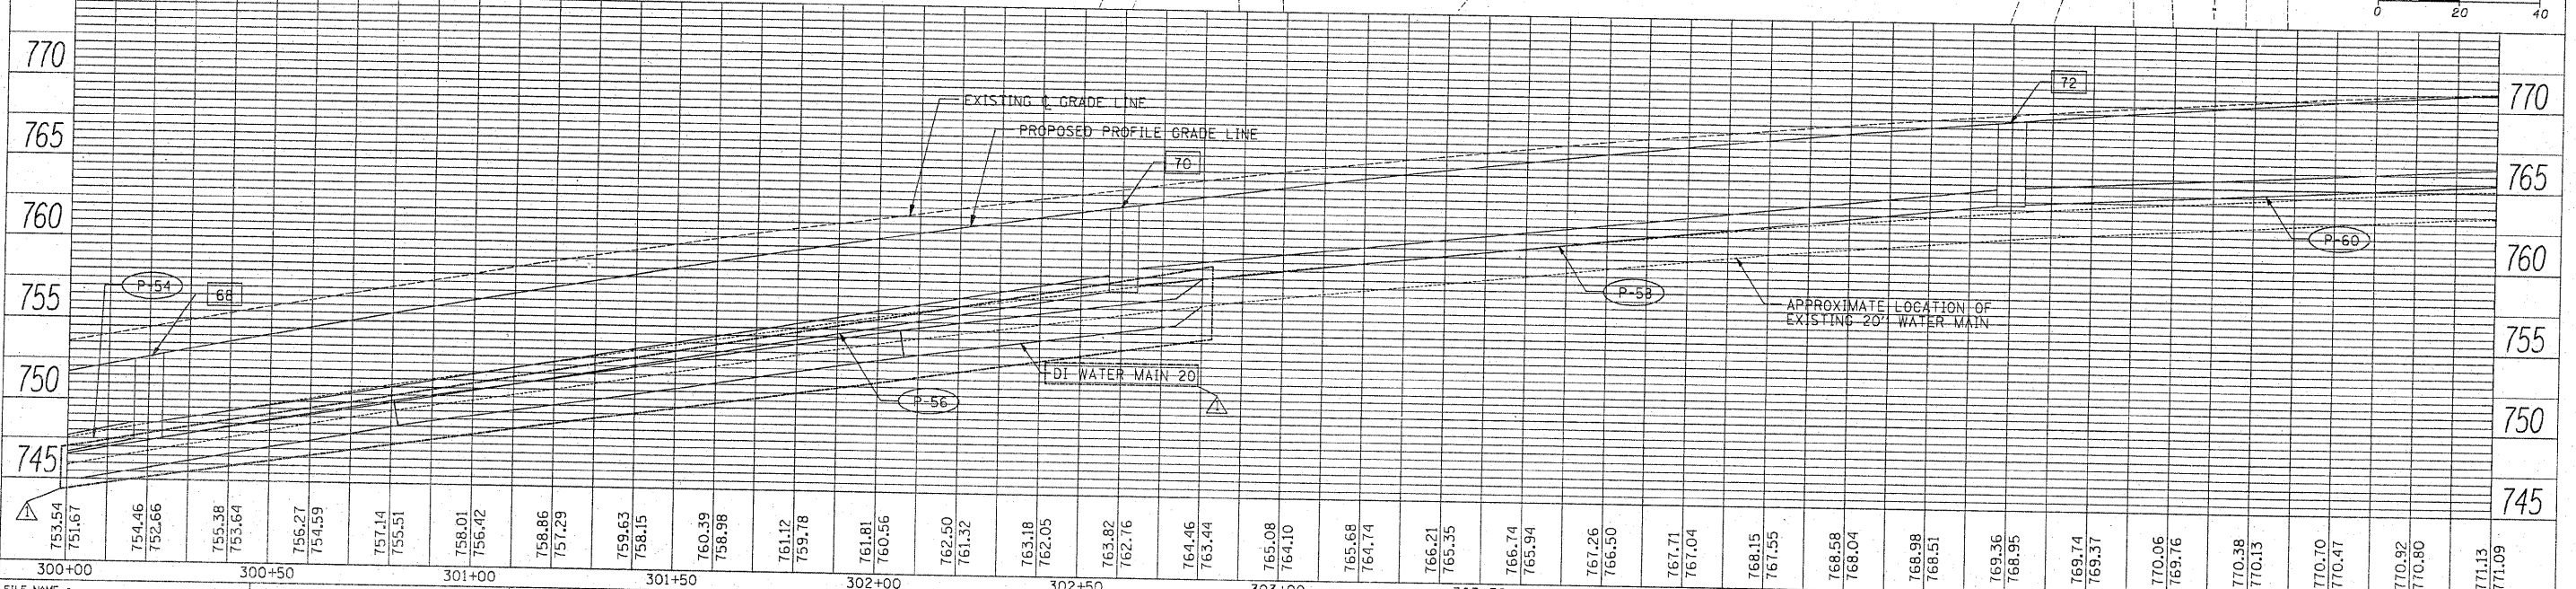 0 20 40
770
765
760
755
750
745
770
765
760
755
750
745
72
EXISTING ℄ GRADE LINE
PROPOSED PROFILE GRADE LINE
70
P-54
68
P-60
P-58
APPROXIMATE LOCATION OF
EXISTING 20" WATER MAIN
DI WATER MAIN 20
P-56
1
1
753.54 754.46 755.38 756.27 757.14 758.01 758.86 759.63 760.39 761.12 761.81 762.50 763.18 763.82 764.46 765.08 765.68 766.21 766.74 767.26 767.71 768.15 768.58 768.98 769.36 769.74 770.06 770.38 770.70 770.92 771.13
751.67 752.66 753.64 754.59 755.51 756.42 757.29 758.15 758.98 759.78 760.56 761.32 762.05 762.76 763.44 764.10 764.74 765.35 765.94 766.50 767.04 767.55 768.04 768.51 768.95 769.37 769.76 770.13 770.47 770.80 771.09
300+00 300+50 301+00 301+50 302+00 302+50 303+00
FILE NAME